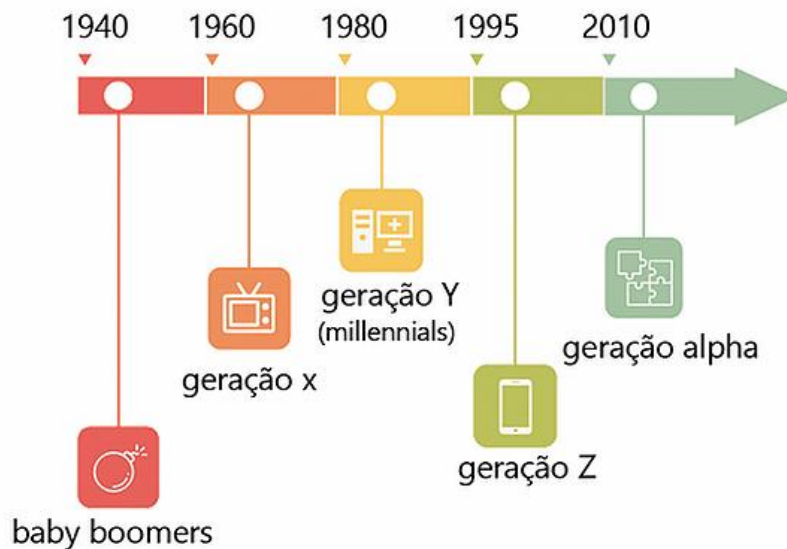 1940 1960 1980 1995 2010
geração Y
(millennials)
geração alpha
geração x
geração Z
baby boomers